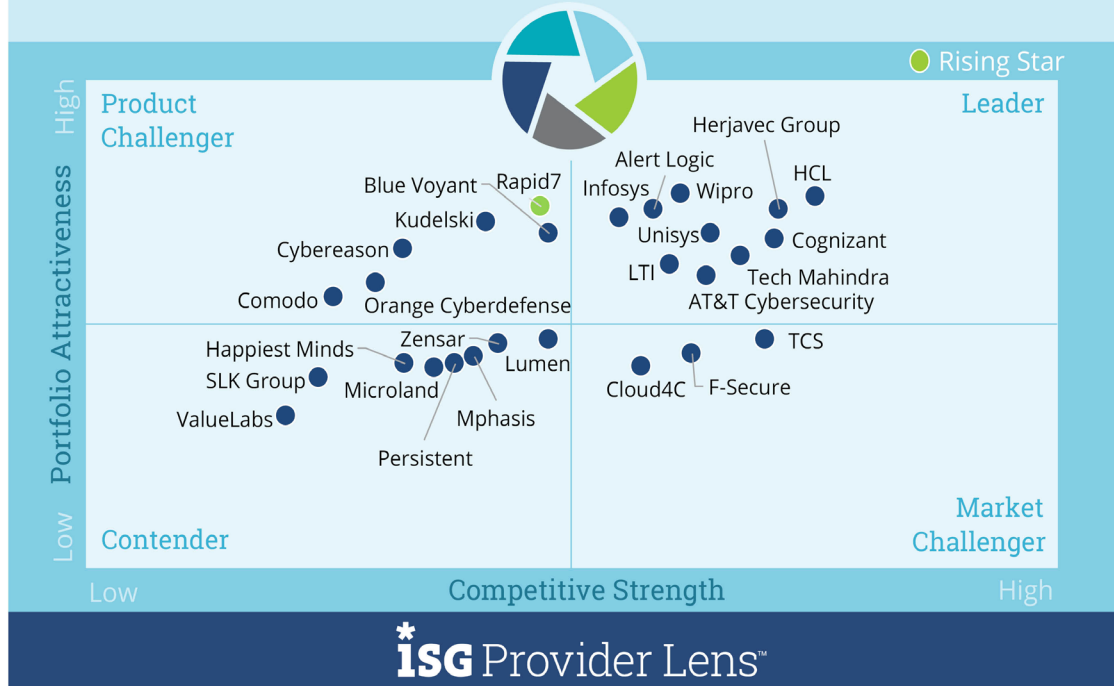 Rising Star
High
Product
Challenger
Leader
Herjavec Group
Alert Logic
HCL
Blue Voyant
Rapid7
Infosys
Wipro
Kudelski
Unisys
Cognizant
Cybereason
LTI
Tech Mahindra
Comodo
Orange Cyberdefense
AT&T Cybersecurity
Portfolio Attractiveness
Zensar
TCS
Happiest Minds
Lumen
SLK Group
Microland
Cloud4C
F-Secure
ValueLabs
Mphasis
Persistent
Low
Contender
Market
Challenger
Low
Competitive Strength
High
*
iSG Provider Lens™